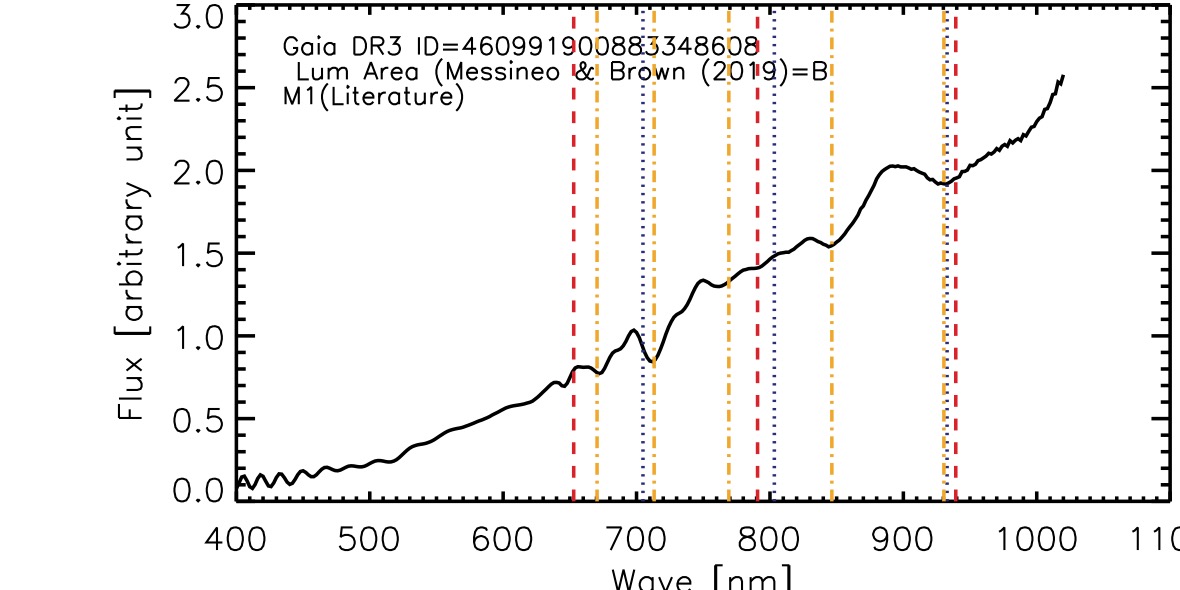 3.0
Gaia DR3 ID=460991900883348608
Lum Area (Messineo & Brown (2019)=B
M1(Literature)
2.5
2.0
1.5
1.0
0.5
0.0
Flux [arbitrary unit]
400 500 600 700 800 900 1000 110
Wave [nm]